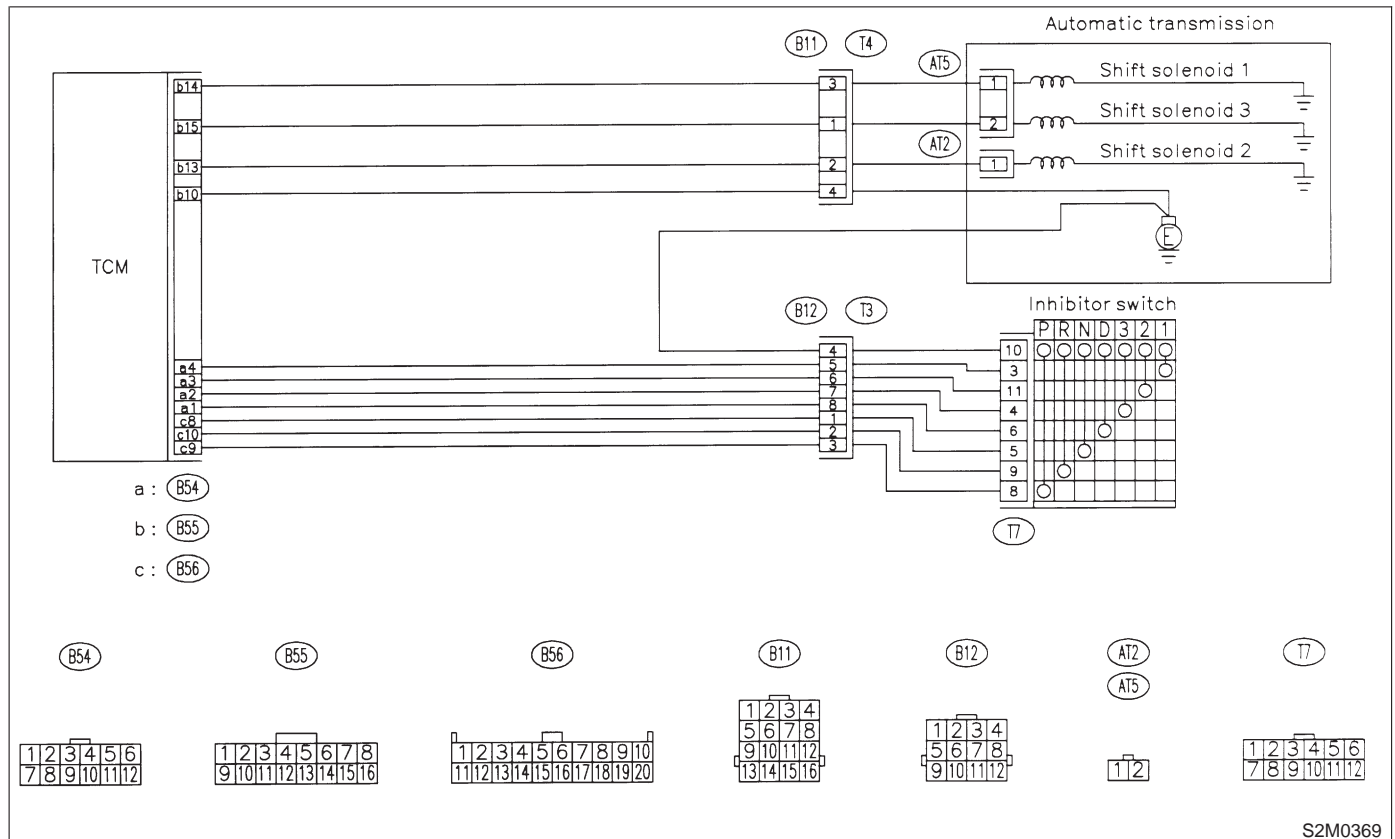 Automatic transmission
B11 T4
AT5
b14 3 1 Shift solenoid 1
b15 1 2 Shift solenoid 3
AT2
b13 2 1 Shift solenoid 2
b10 4
E
TCM
B12 T3
Inhibitor switch
P R N D 3 2 1
4 10
a4 5 3
a3 6 11
a2 7 4
a1 8 6
c8 1 5
c10 2 9
c9 3 8
T7
a : B54
b : B55
c : B56
B54 B55 B56 B11 B12 AT2 T7
AT5
1 2 3 4 5 6
7 8 9 10 11 12
1 2 3 4 5 6 7 8
9 10 11 12 13 14 15 16
1 2 3 4 5 6 7 8 9 10
11 12 13 14 15 16 17 18 19 20
1 2 3 4
5 6 7 8
9 10 11 12
13 14 15 16
1 2 3 4
5 6 7 8
9 10 11 12
1 2
1 2 3 4 5 6
7 8 9 10 11 12
S2M0369